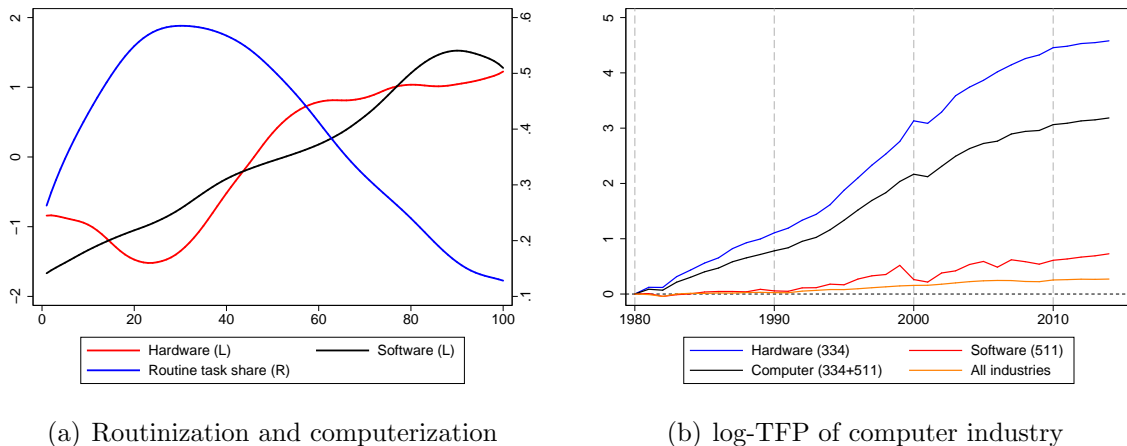 2
1
0
-1
-2
.6
.5
.4
.3
.2
.1
0 20 40 60 80 100
Hardware (L) Software (L)
Routine task share (R)
(a) Routinization and computerization
5
4
3
2
1
0
1980 1990 2000 2010
Hardware (334) Software (511)
Computer (334+511) All industries
(b) log-TFP of computer industry